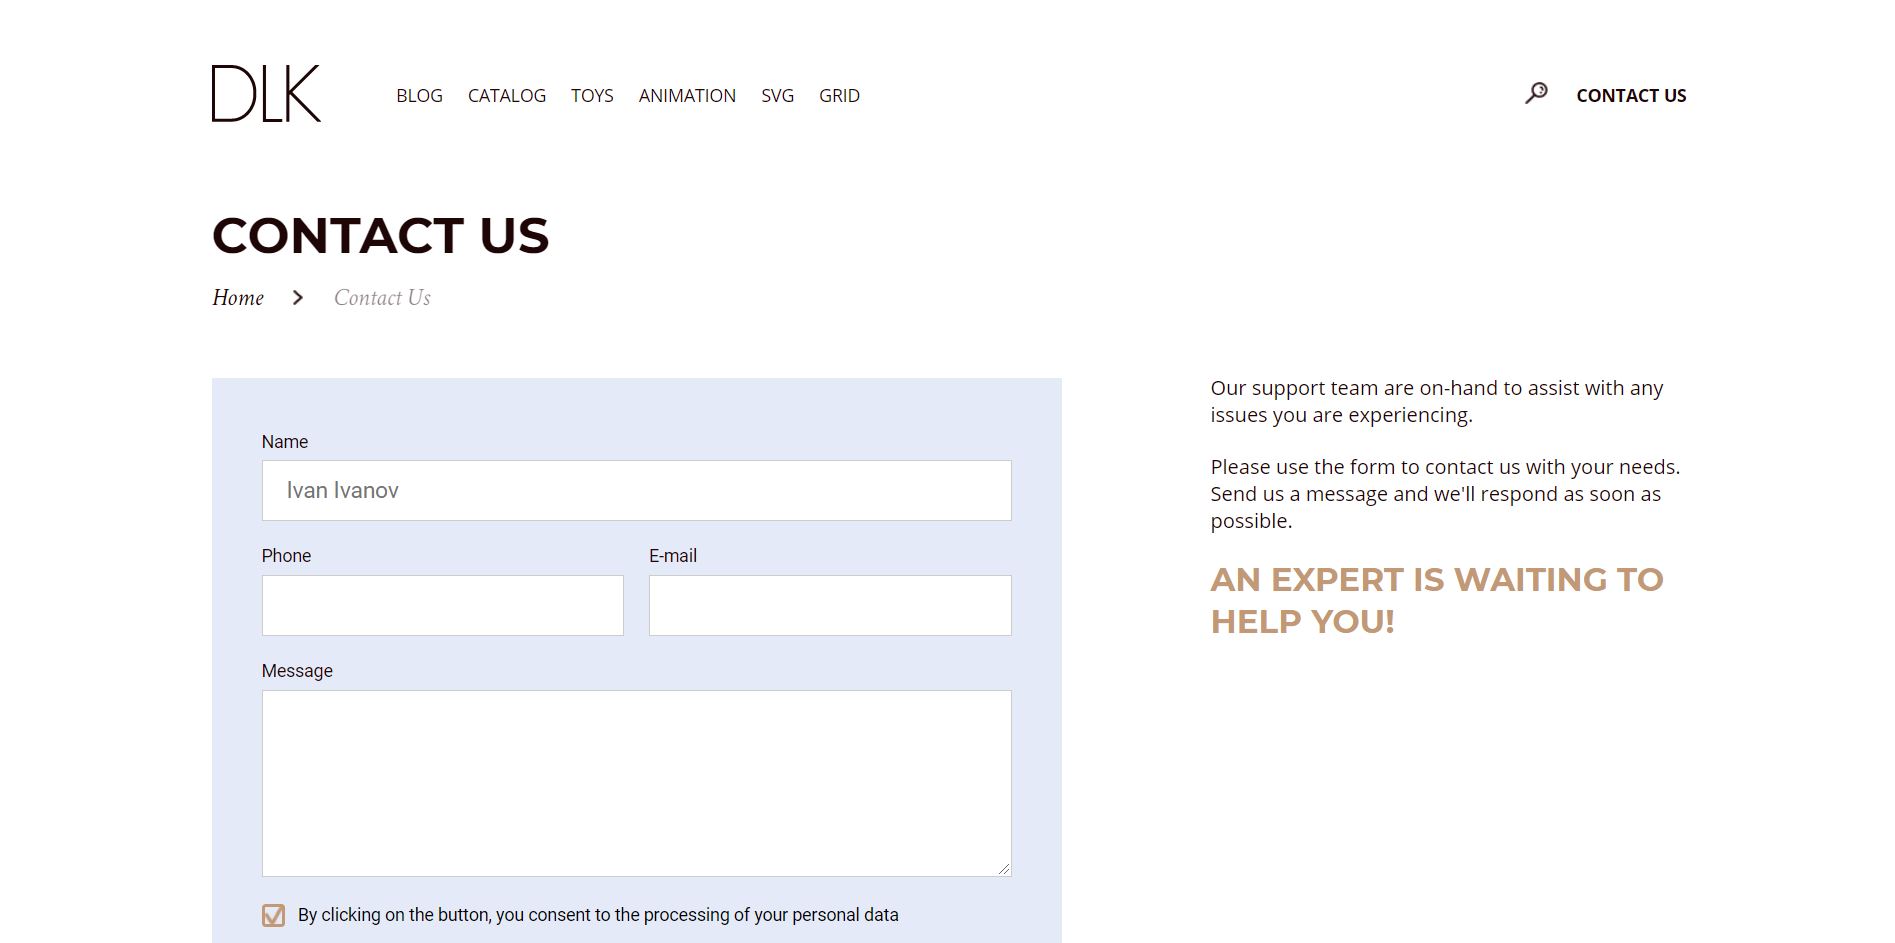 DLK
BLOG CATALOG TOYS ANIMATION SVG GRID
CONTACT US
CONTACT US
Home > Contact Us
Name
Ivan Ivanov
Phone
E-mail
Message
By clicking on the button, you consent to the processing of your personal data
Our support team are on-hand to assist with any
issues you are experiencing.
Please use the form to contact us with your needs.
Send us a message and we'll respond as soon as
possible.
AN EXPERT IS WAITING TO
HELP YOU!